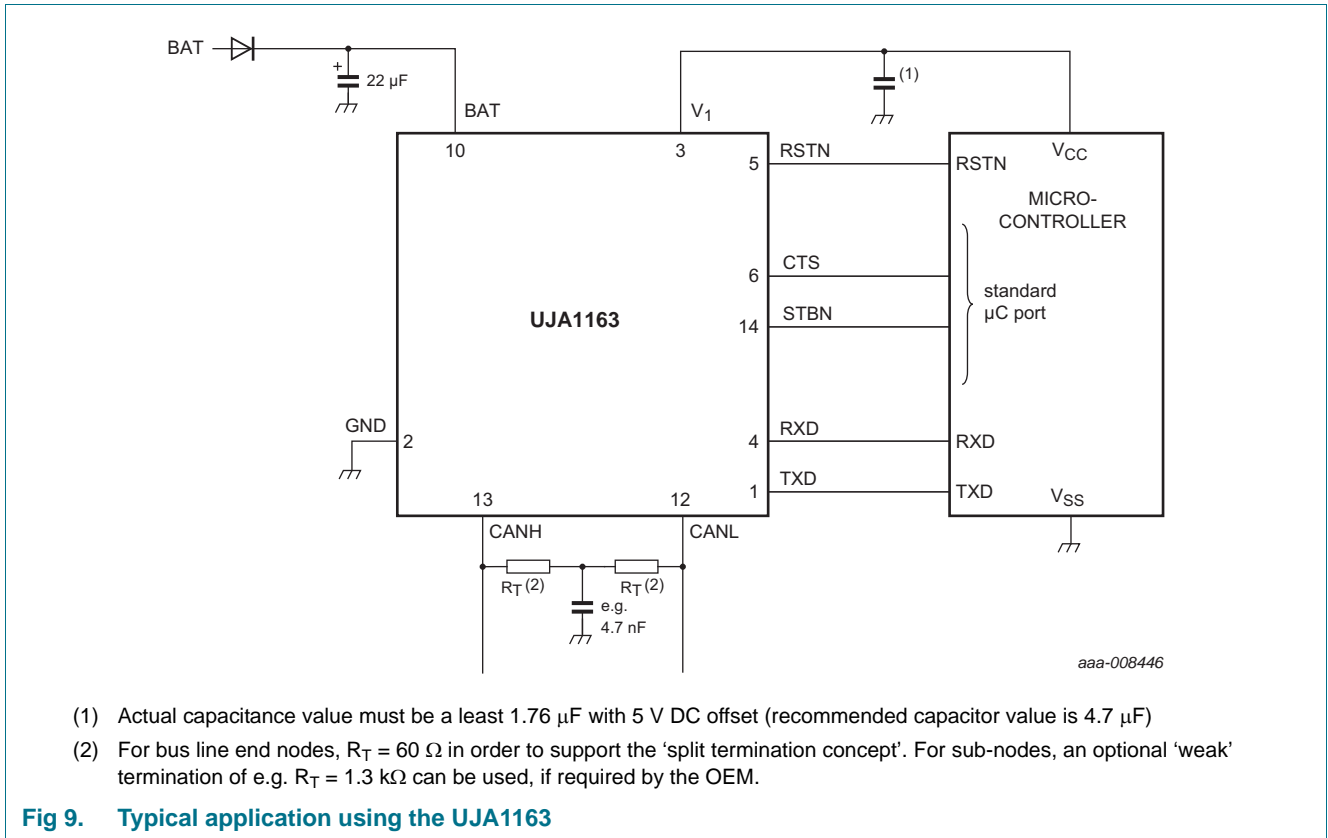 BAT
+
22 µF
(1)
BAT
V1
10
3
VCC
5
RSTN
RSTN
MICRO-
CONTROLLER
6
CTS
standard
µC port
UJA1163
14
STBN
GND
2
4
RXD
RXD
1
TXD
TXD
13
12
VSS
CANH
CANL
RT(2)
RT(2)
e.g.
4.7 nF
aaa-008446
(1) Actual capacitance value must be a least 1.76 µF with 5 V DC offset (recommended capacitor value is 4.7 µF)
(2) For bus line end nodes, RT = 60 Ω in order to support the ‘split termination concept’. For sub-nodes, an optional ‘weak’
termination of e.g. RT = 1.3 kΩ can be used, if required by the OEM.
Fig 9. Typical application using the UJA1163